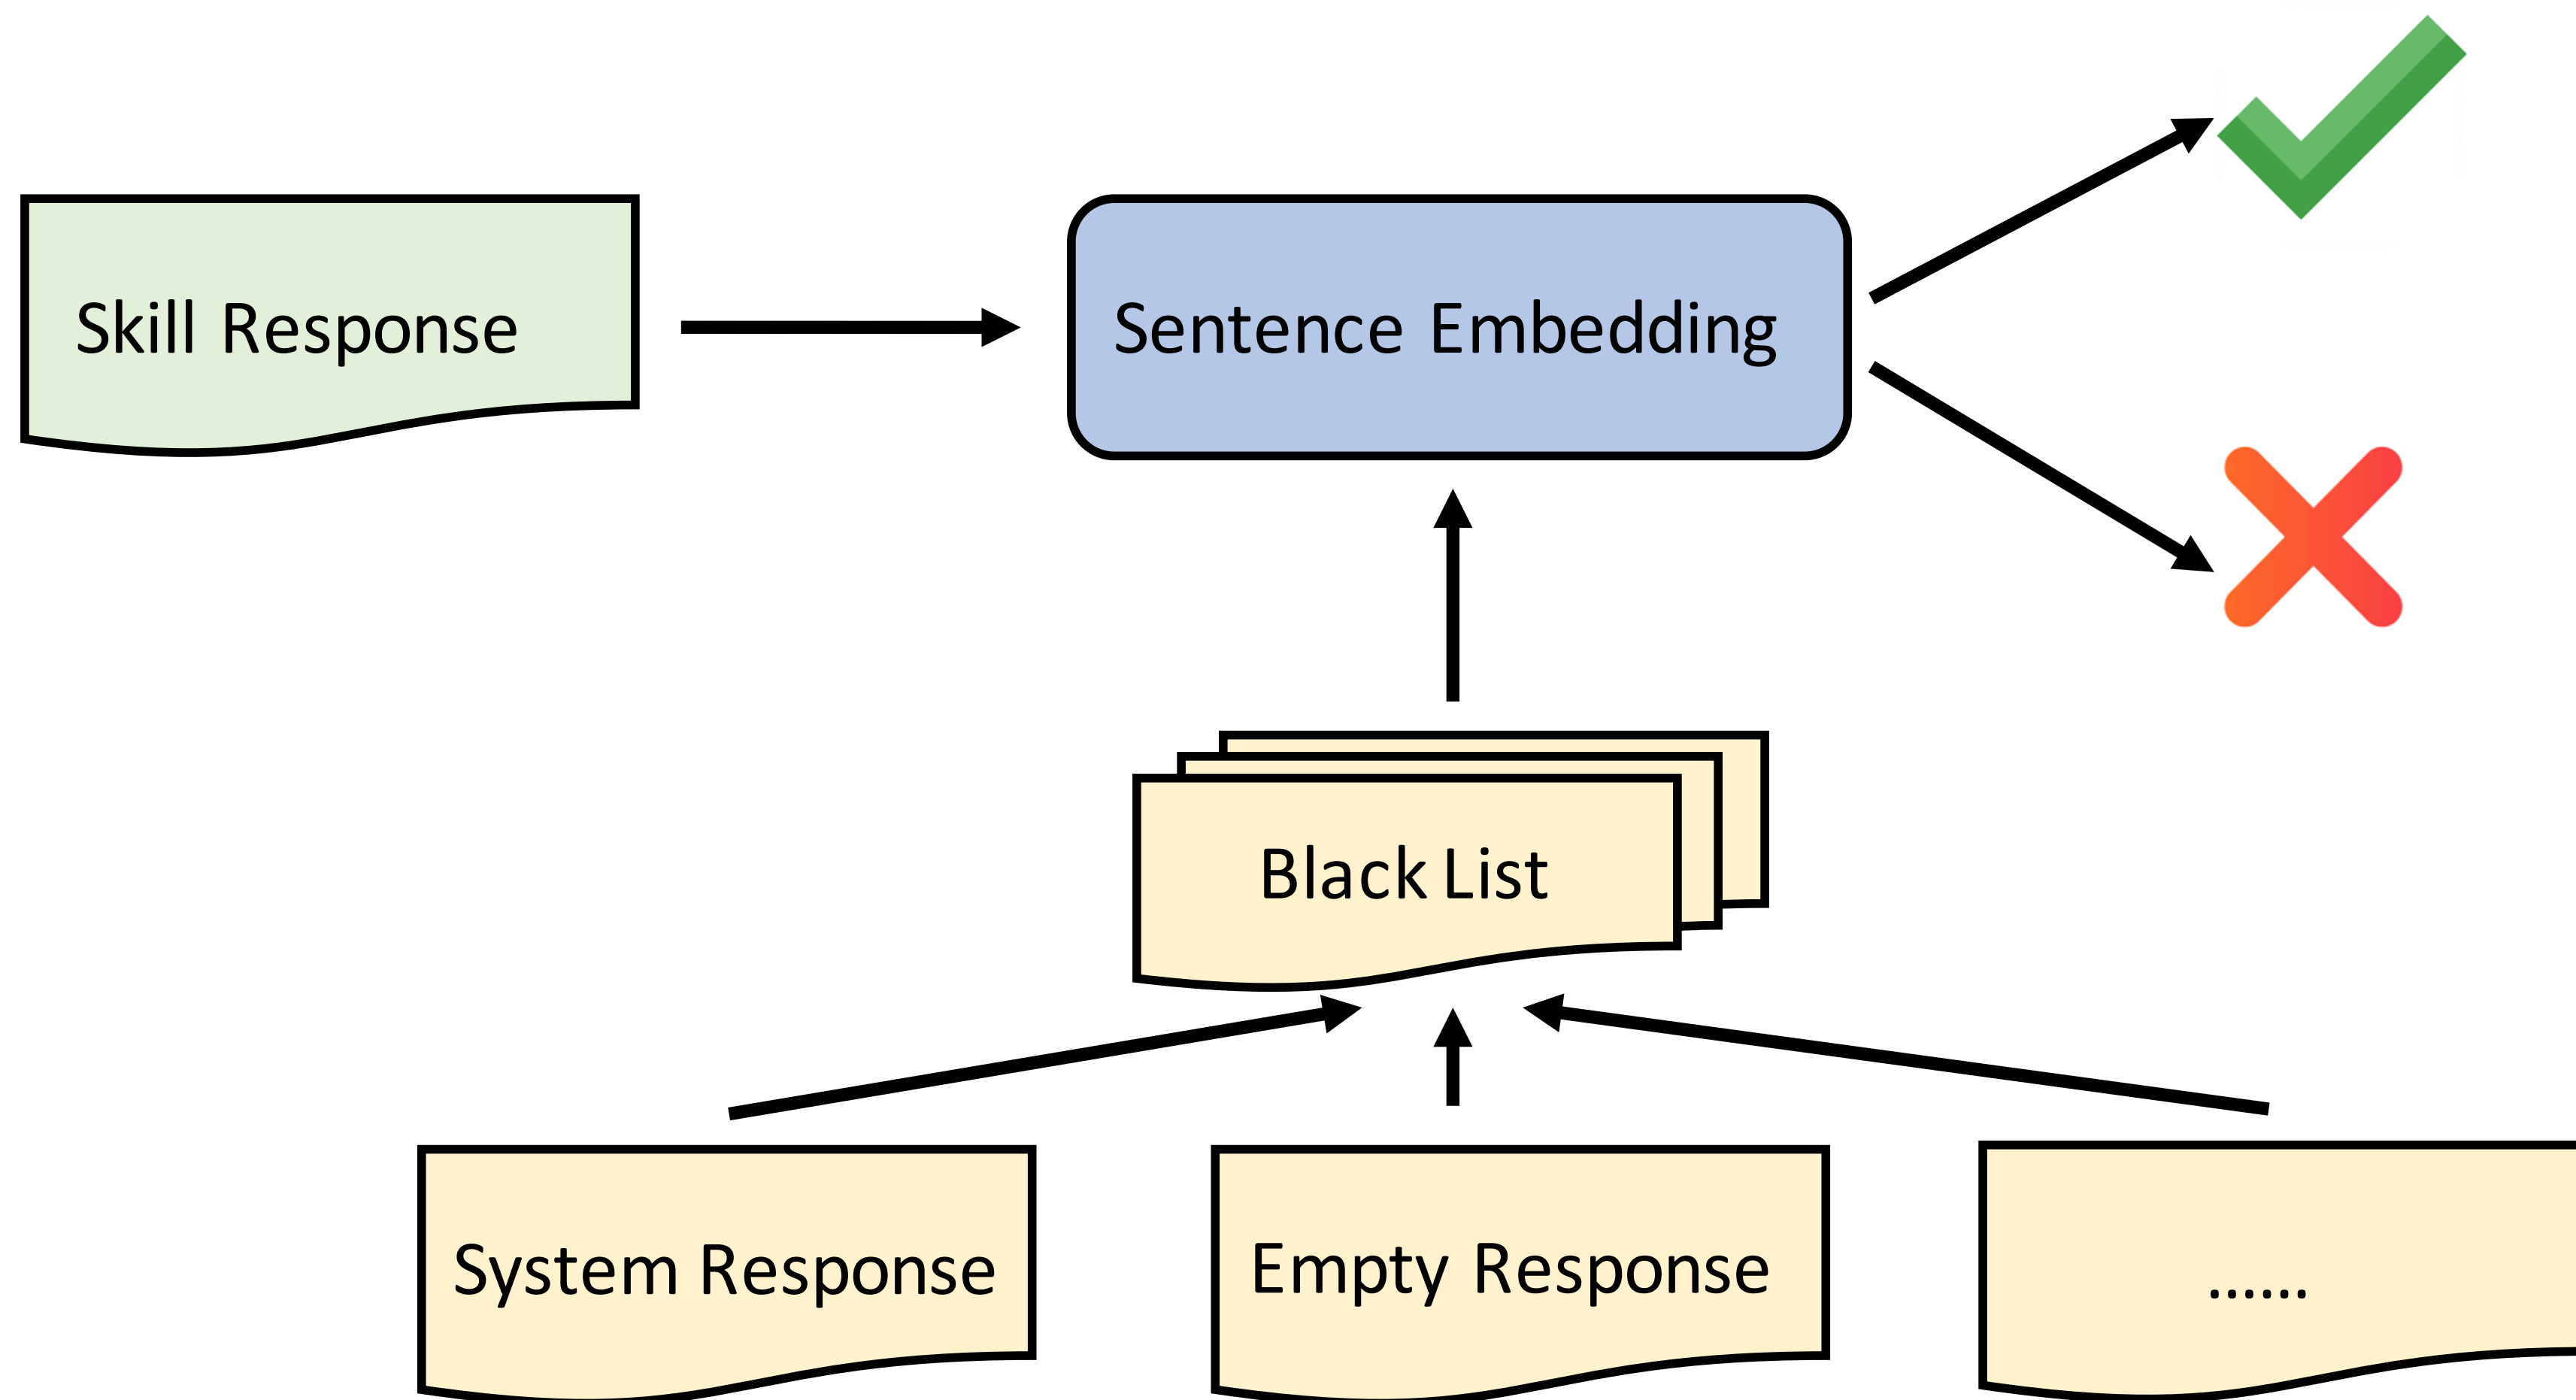 Skill Response
Sentence Embedding
Black List
System Response
Empty Response
......